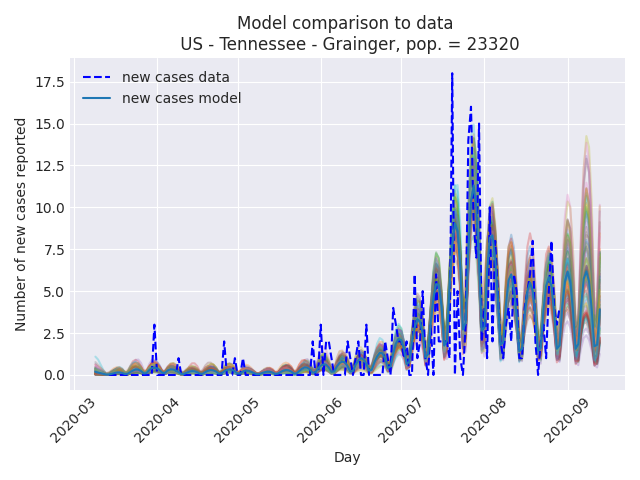 Model comparison to data
US - Tennessee - Grainger, pop. = 23320
new cases data
new cases model
Number of new cases reported
17.5
15.0
12.5
10.0
7.5
5.0
2.5
0.0
2020-03
2020-04
2020-05
2020-06
2020-07
2020-08
2020-09
Day